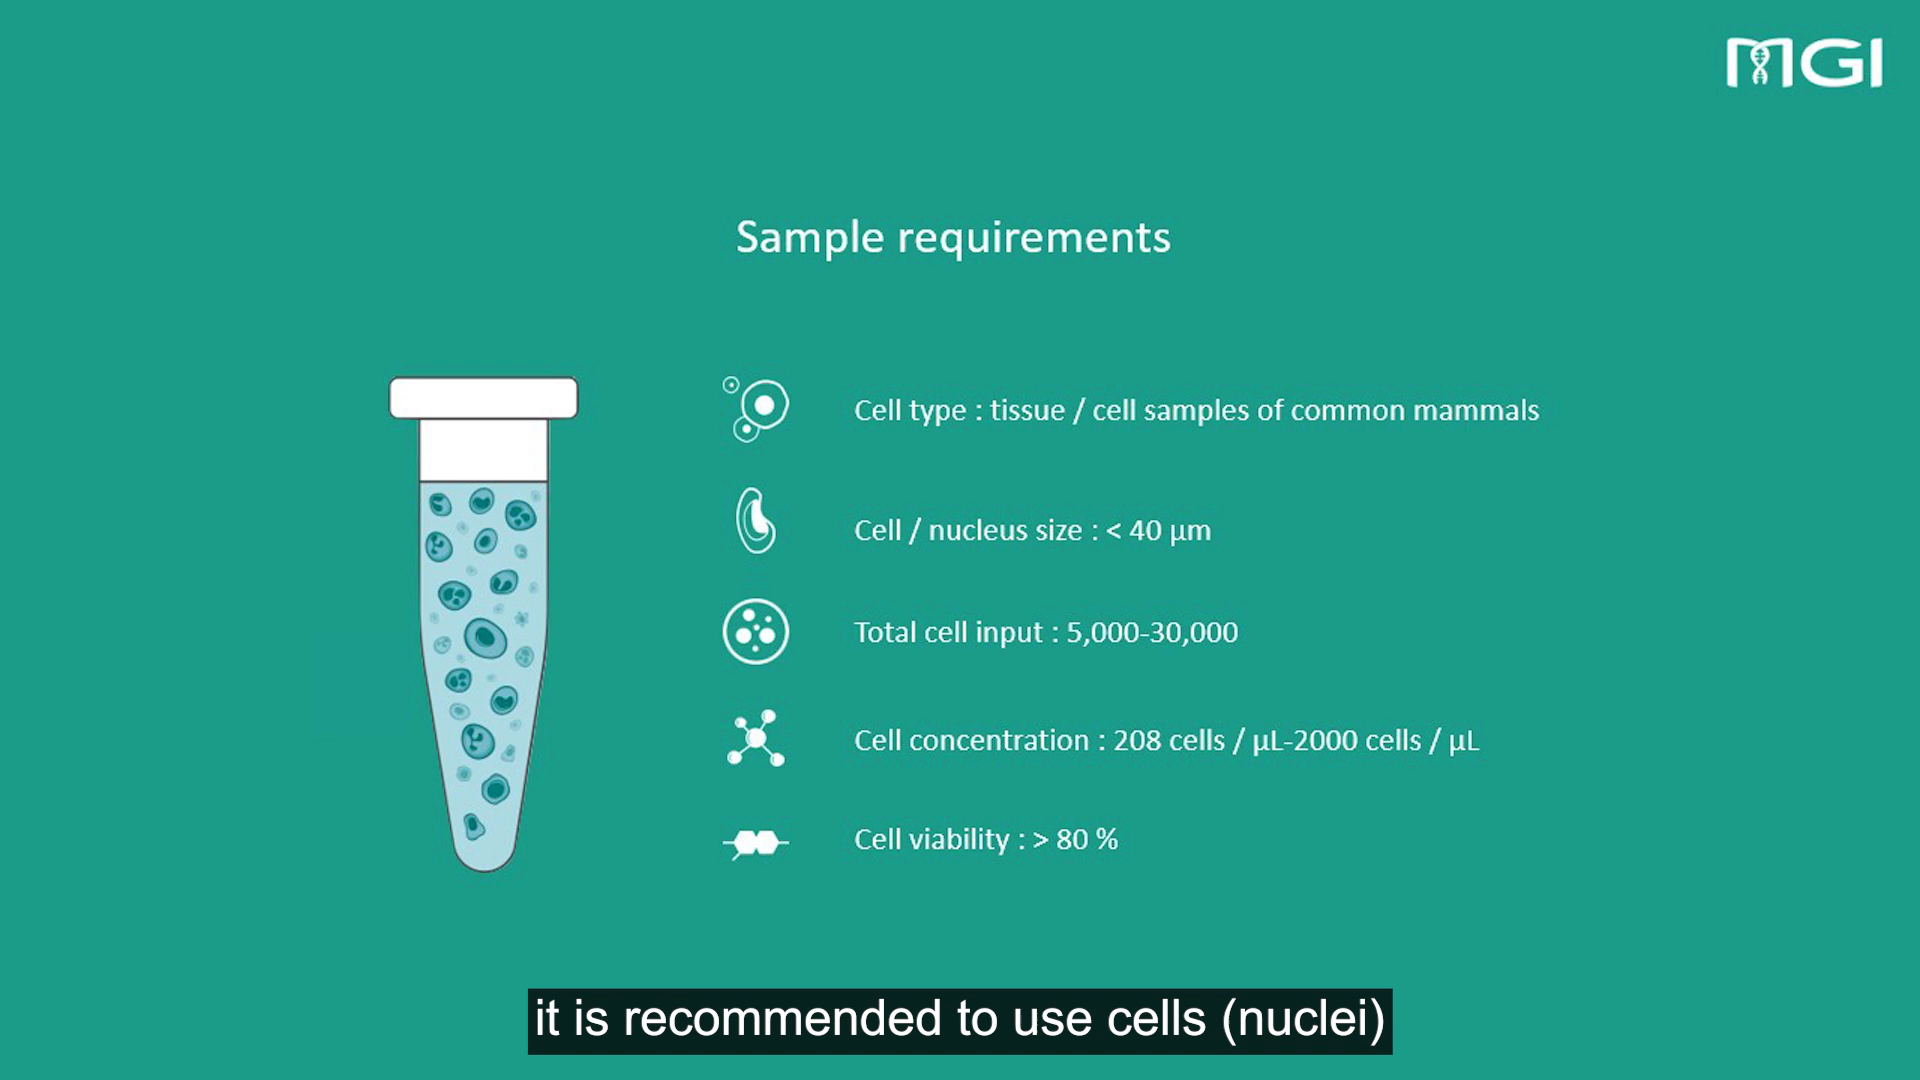 MGI
Sample requirements
Cell type : tissue / cell samples of common mammals
Cell / nucleus size : < 40 μm
Total cell input : 5,000-30,000
Cell concentration : 208 cells / μL-2000 cells / μL
Cell viability : > 80 %
it is recommended to use cells (nuclei)